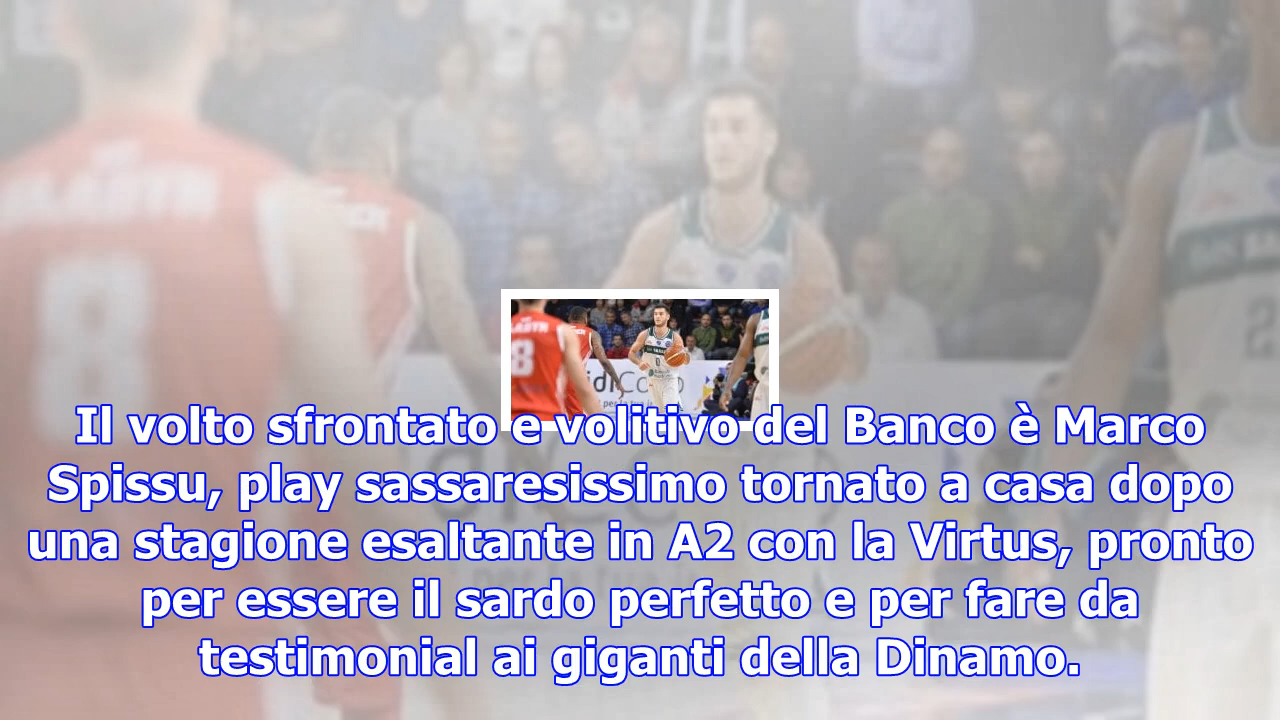 Il volto sfrontato e volitivo del Banco è Marco
Spissu, play sassaresissimo tornato a casa dopo
una stagione esaltante in A2 con la Virtus, pronto
per essere il sardo perfetto e per fare da
testimonial ai giganti della Dinamo.
8